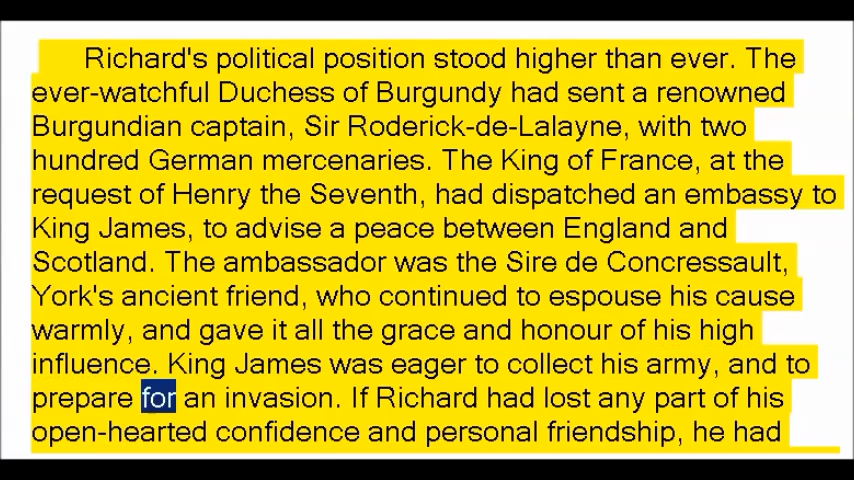 Richard's political position stood higher than ever. The
ever-watchful Duchess of Burgundy had sent a renowned
Burgundian captain, Sir Roderick-de-Lalayne, with two
hundred German mercenaries. The King of France, at the
request of Henry the Seventh, had dispatched an embassy to
King James, to advise a peace between England and
Scotland. The ambassador was the Sire de Concressault,
York's ancient friend, who continued to espouse his cause
warmly, and gave it all the grace and honour of his high
influence. King James was eager to collect his army, and to
prepare for an invasion. If Richard had lost any part of his
open-hearted confidence and personal friendship, he had